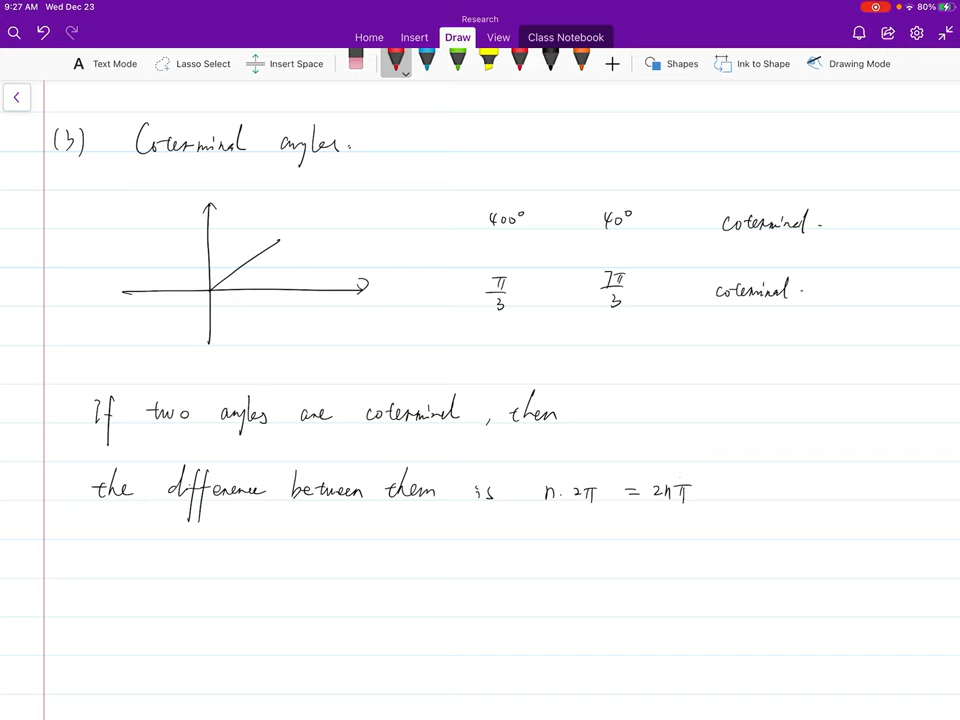 9:27 AM Wed Dec 23
80%
Research
Home Insert Draw View Class Notebook
Text Mode Lasso Select Insert Space Shapes Ink to Shape Drawing Mode
(3) Coterminal angles.
400° 40° coterminal.
π/3 7π/3 coterminal.
If two angles are coterminal, then
the difference between them is n. 2π = 2nπ